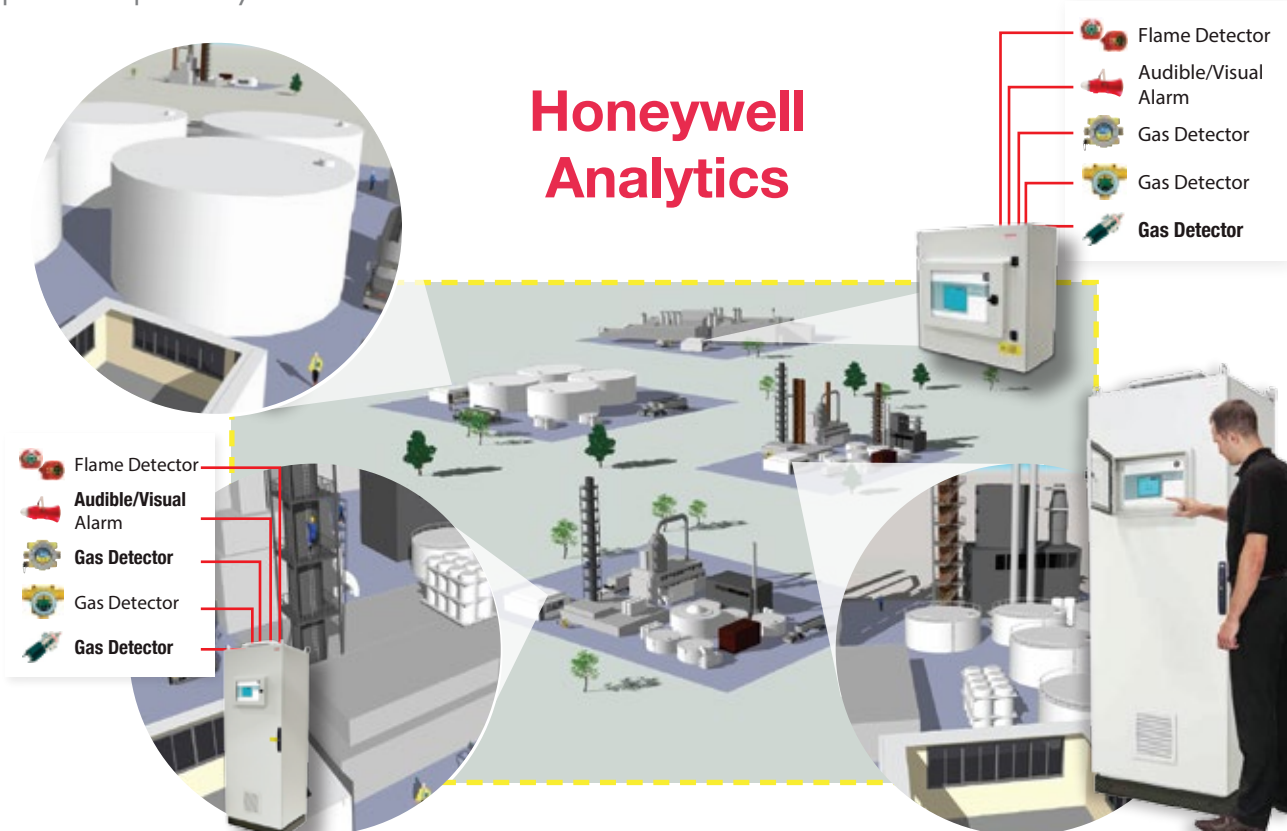 Honeywell
Analytics
Flame Detector
Audible/Visual
Alarm
Gas Detector
Gas Detector
Gas Detector
Flame Detector
Audible/Visual
Alarm
Gas Detector
Gas Detector
Gas Detector